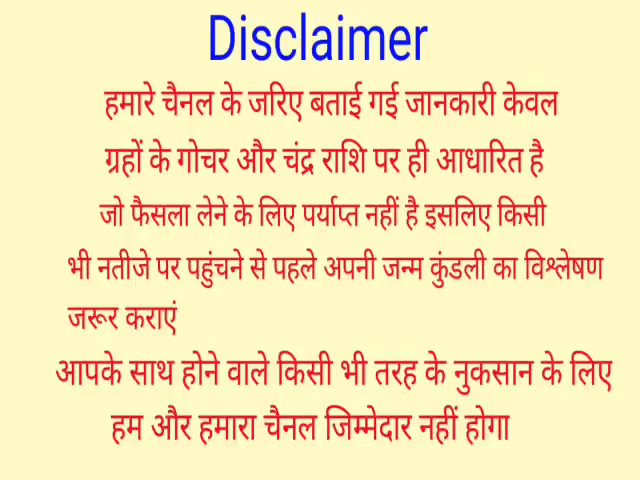 Disclaimer
हमारे चैनल के जरिए बताई गई जानकारी केवल
ग्रहों के गोचर और चंद्र राशि पर ही आधारित है
जो फैसला लेने के लिए पर्याप्त नहीं है इसलिए किसी
भी नतीजे पर पहुंचने से पहले अपनी जन्म कुंडली का विश्लेषण
जरूर कराएं
आपके साथ होने वाले किसी भी तरह के नुकसान के लिए
हम और हमारा चैनल जिम्मेदार नहीं होगा